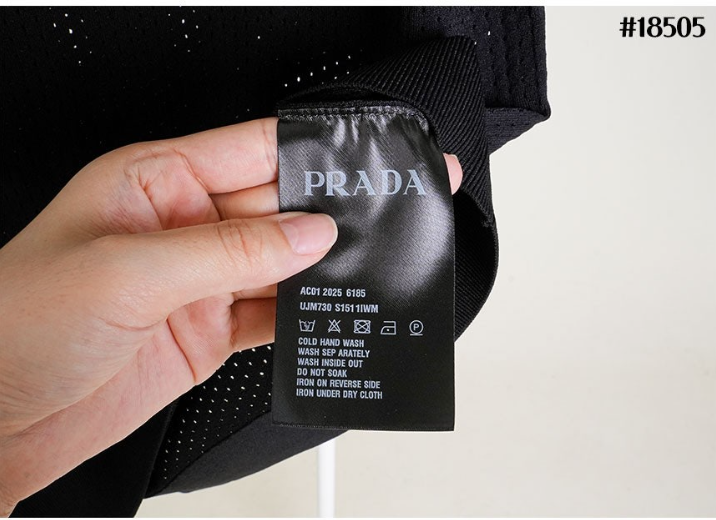 #18505
PRADA
AC01 2025 6185
UJM730 S1511IWM
COLD HAND WASH
WASH SEP ARATELY
WASH INSIDE OUT
DO NOT SOAK
IRON ON REVERSE SIDE
IRON UNDER DRY CLOTH